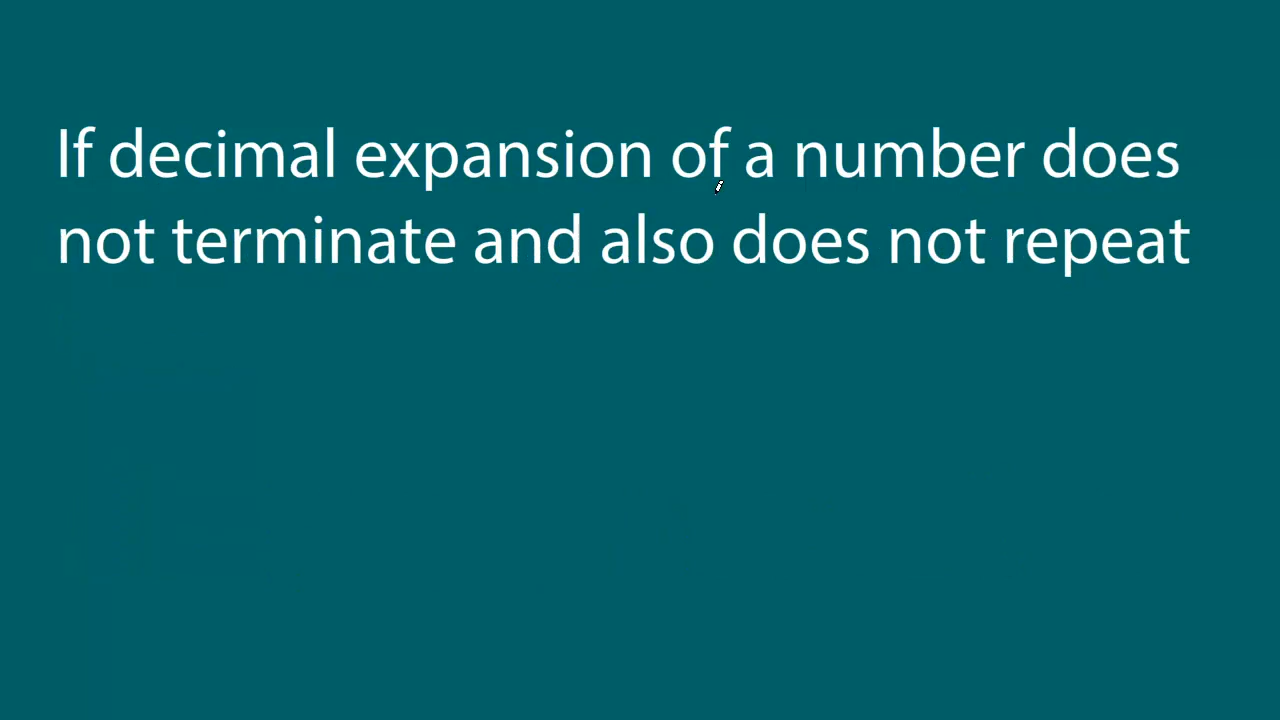 If decimal expansion of a number does
not terminate and also does not repeat